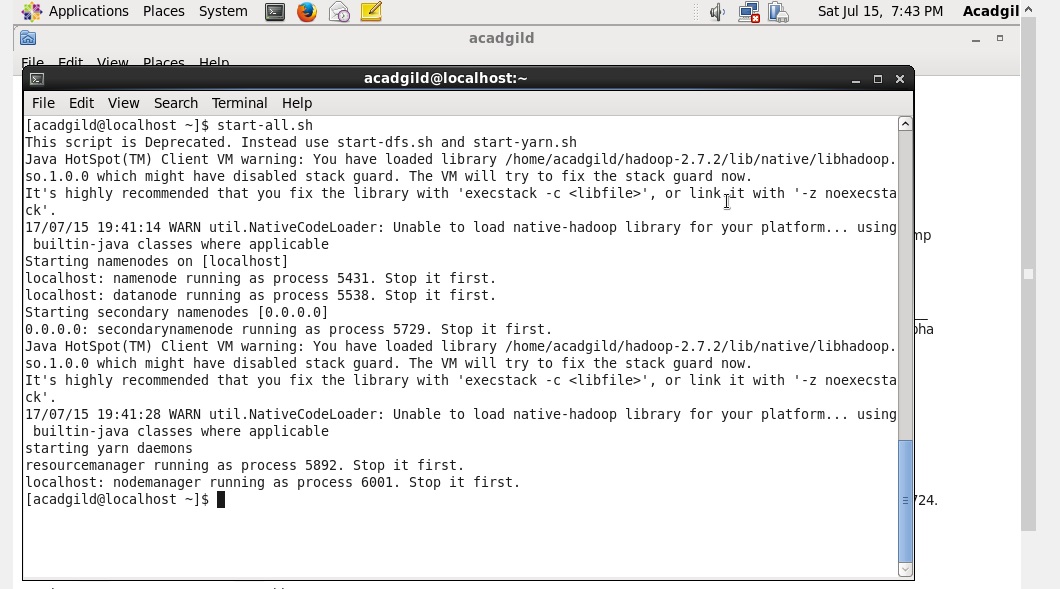 Applications Places System Sat Jul 15, 7:43 PM Acadgil
acadgild
File Edit View Places Help
acadgild@localhost:~
File Edit View Search Terminal Help
[acadgild@localhost ~]$ start-all.sh
This script is Deprecated. Instead use start-dfs.sh and start-yarn.sh
Java HotSpot(TM) Client VM warning: You have loaded library /home/acadgild/hadoop-2.7.2/lib/native/libhadoop.
so.1.0.0 which might have disabled stack guard. The VM will try to fix the stack guard now.
It's highly recommended that you fix the library with 'execstack -c <libfile>', or link it with '-z noexecsta
ck'.
17/07/15 19:41:14 WARN util.NativeCodeLoader: Unable to load native-hadoop library for your platform... using
 builtin-java classes where applicable
Starting namenodes on [localhost]
localhost: namenode running as process 5431. Stop it first.
localhost: datanode running as process 5538. Stop it first.
Starting secondary namenodes [0.0.0.0]
0.0.0.0: secondarynamenode running as process 5729. Stop it first.
Java HotSpot(TM) Client VM warning: You have loaded library /home/acadgild/hadoop-2.7.2/lib/native/libhadoop.
so.1.0.0 which might have disabled stack guard. The VM will try to fix the stack guard now.
It's highly recommended that you fix the library with 'execstack -c <libfile>', or link it with '-z noexecsta
ck'.
17/07/15 19:41:28 WARN util.NativeCodeLoader: Unable to load native-hadoop library for your platform... using
 builtin-java classes where applicable
starting yarn daemons
resourcemanager running as process 5892. Stop it first.
localhost: nodemanager running as process 6001. Stop it first.
[acadgild@localhost ~]$
mp
pha
724.